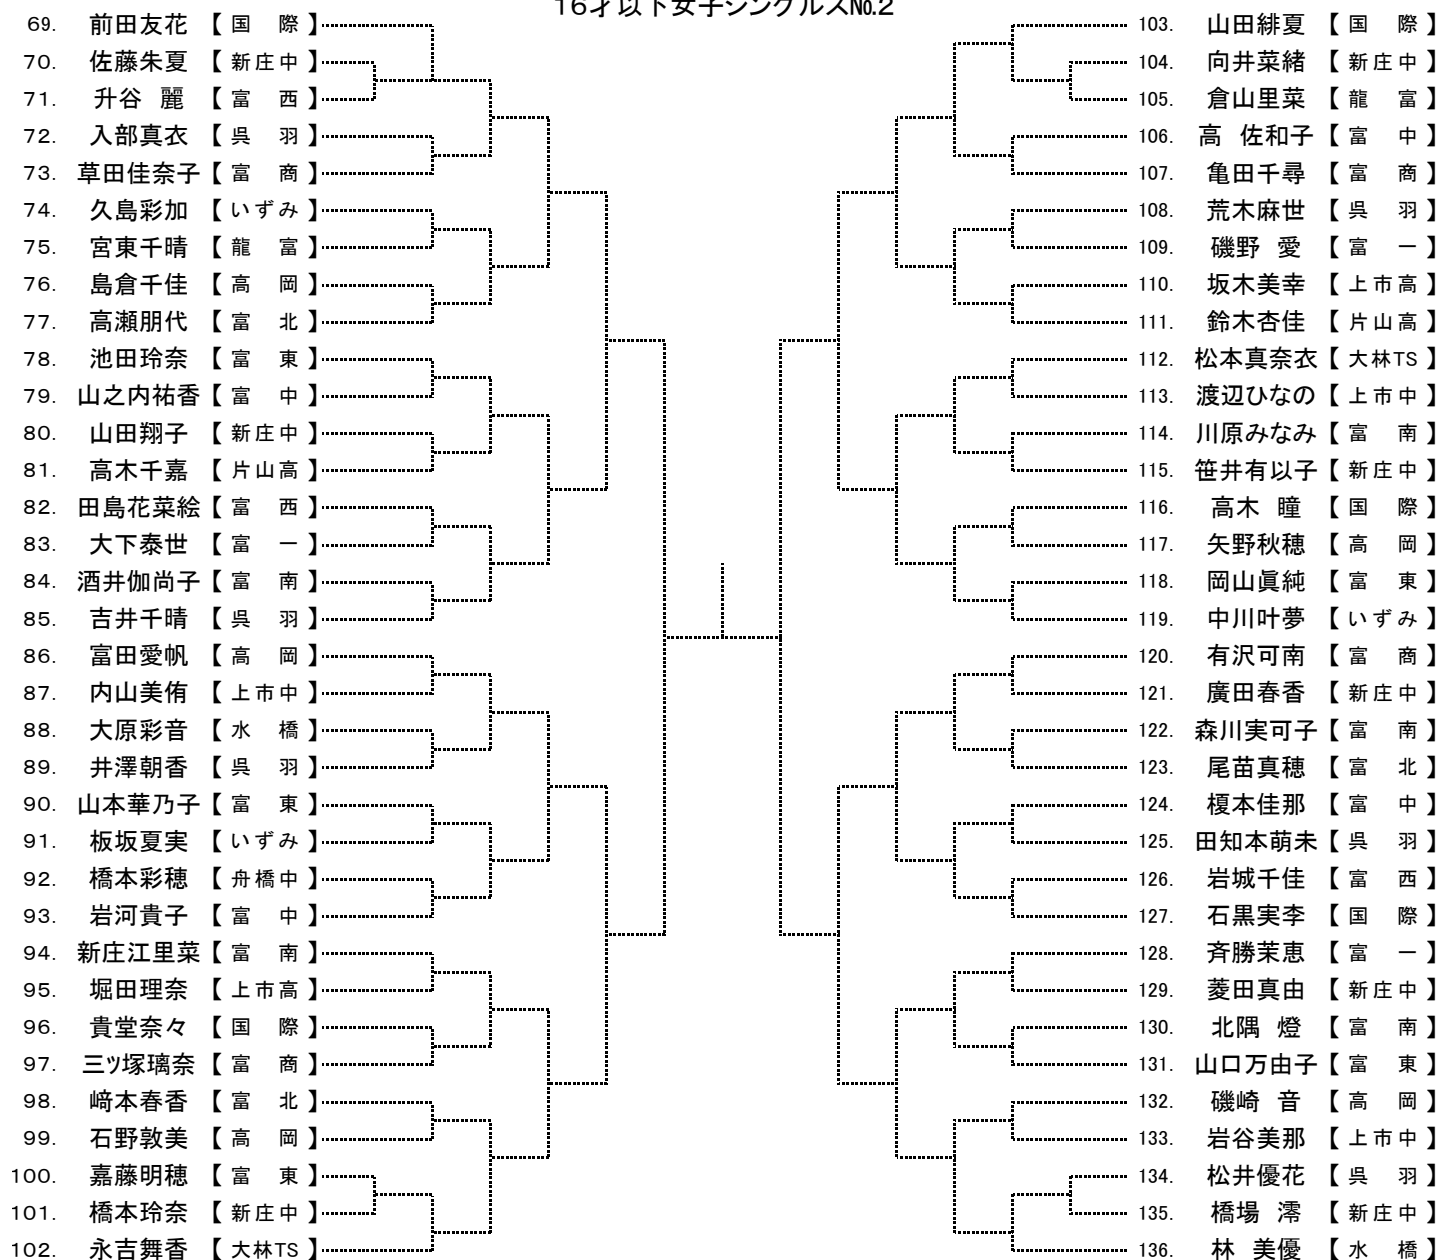 16才以下女子シングルス№2
69. 前田友花 【 国 際 】
70. 佐藤朱夏 【 新庄中 】
71. 升谷 麗 【 富 西 】
72. 入部真衣 【 呉 羽 】
73. 草田佳奈子 【 富 商 】
74. 久島彩加 【 いずみ 】
75. 宮東千晴 【 龍 富 】
76. 島倉千佳 【 高 岡 】
77. 高瀬朋代 【 富 北 】
78. 池田玲奈 【 富 東 】
79. 山之内祐香 【 富 中 】
80. 山田翔子 【 新庄中 】
81. 高木千嘉 【 片山高 】
82. 田島花菜絵 【 富 西 】
83. 大下泰世 【 富 一 】
84. 酒井伽尚子 【 富 南 】
85. 吉井千晴 【 呉 羽 】
86. 富田愛帆 【 高 岡 】
87. 内山美侑 【 上市中 】
88. 大原彩音 【 水 橋 】
89. 井澤朝香 【 呉 羽 】
90. 山本華乃子 【 富 東 】
91. 板坂夏実 【 いずみ 】
92. 橋本彩穂 【 舟橋中 】
93. 岩河貴子 【 富 中 】
94. 新庄江里菜 【 富 南 】
95. 堀田理奈 【 上市高 】
96. 貴堂奈々 【 国 際 】
97. 三ツ塚璃奈 【 富 商 】
98. 﨑本春香 【 富 北 】
99. 石野敦美 【 高 岡 】
100. 嘉藤明穂 【 富 東 】
101. 橋本玲奈 【 新庄中 】
102. 永吉舞香 【 大林TS 】
103. 山田緋夏 【 国 際 】
104. 向井菜緒 【 新庄中 】
105. 倉山里菜 【 龍 富 】
106. 高 佐和子 【 富 中 】
107. 亀田千尋 【 富 商 】
108. 荒木麻世 【 呉 羽 】
109. 磯野 愛 【 富 一 】
110. 坂木美幸 【 上市高 】
111. 鈴木杏佳 【 片山高 】
112. 松本真奈衣 【 大林TS 】
113. 渡辺ひなの 【 上市中 】
114. 川原みなみ 【 富 南 】
115. 笹井有以子 【 新庄中 】
116. 高木 瞳 【 国 際 】
117. 矢野秋穂 【 高 岡 】
118. 岡山眞純 【 富 東 】
119. 中川叶夢 【 いずみ 】
120. 有沢可南 【 富 商 】
121. 廣田春香 【 新庄中 】
122. 森川実可子 【 富 南 】
123. 尾苗真穂 【 富 北 】
124. 榎本佳那 【 富 中 】
125. 田知本萌未 【 呉 羽 】
126. 岩城千佳 【 富 西 】
127. 石黒実李 【 国 際 】
128. 斉勝茉恵 【 富 一 】
129. 菱田真由 【 新庄中 】
130. 北隅 燈 【 富 南 】
131. 山口万由子 【 富 東 】
132. 磯崎 音 【 高 岡 】
133. 岩谷美那 【 上市中 】
134. 松井優花 【 呉 羽 】
135. 橋場 澪 【 新庄中 】
136. 林 美優 【 水 橋 】